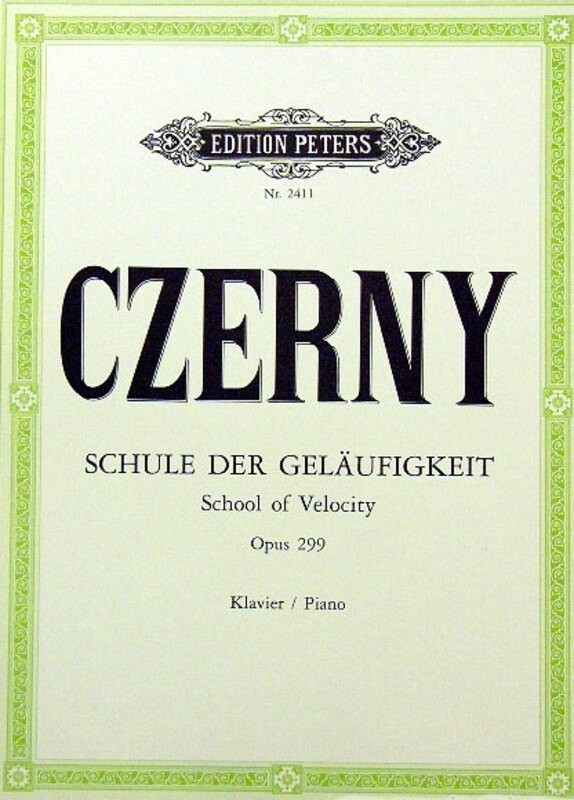 EDITION PETERS
Nr. 2411
CZERNY
SCHULE DER GELÄUFIGKEIT
School of Velocity
Opus 299
Klavier / Piano